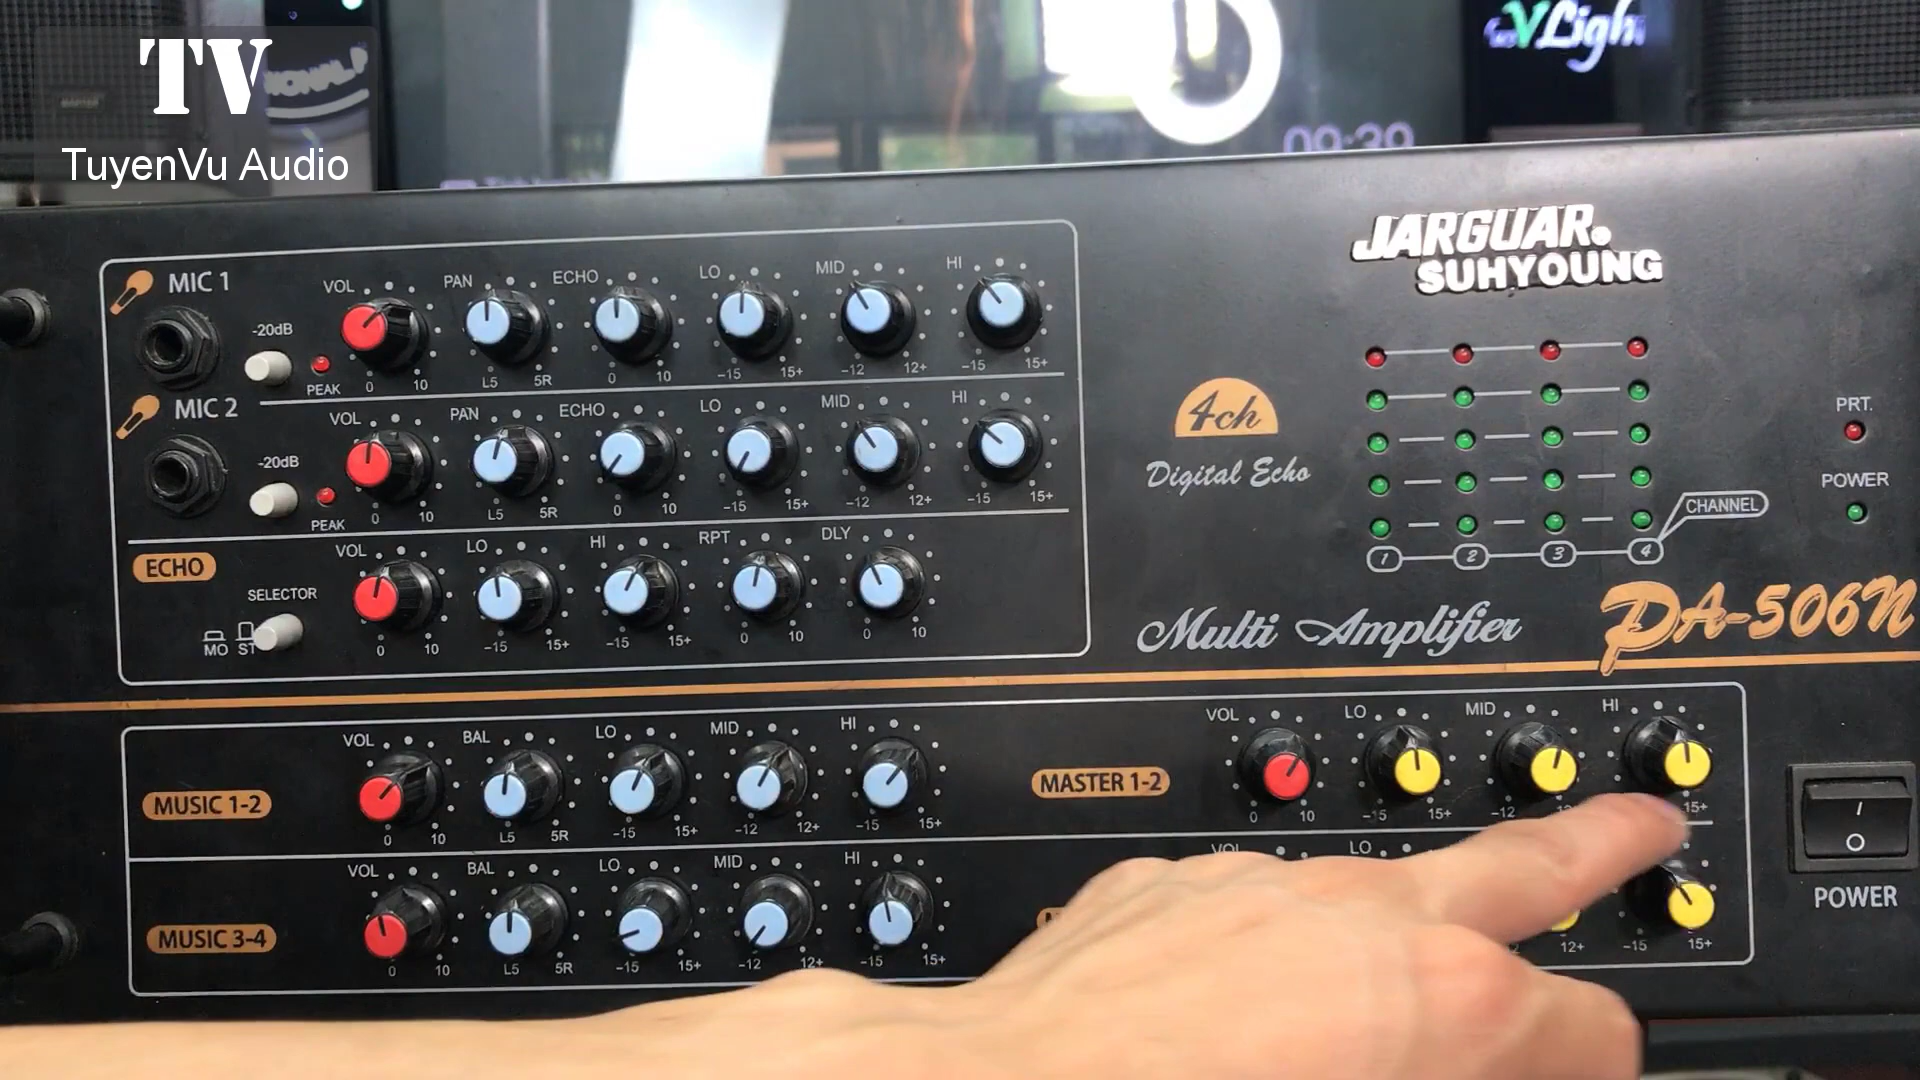 TV
TuyenVu Audio
VLigh
09:39
JARGUAR®
SUHYOUNG
MIC 1
-20dB
PEAK
VOL PAN ECHO LO MID HI
0 10 L5 5R 0 10 -15 15+ -12 12+ -15 15+
MIC 2
-20dB
PEAK
VOL PAN ECHO LO MID HI
0 10 L5 5R 0 10 -15 15+ -12 12+ -15 15+
ECHO
SELECTOR
MO ST
VOL LO HI RPT DLY
0 10 -15 15+ -15 15+ 0 10 0 10
4ch
Digital Echo
CHANNEL
1 2 3 4
PRT.
POWER
Multi Amplifier
PA-506N
MUSIC 1-2
VOL BAL LO MID HI
0 10 L5 5R -15 15+ -12 12+ -15 15+
MASTER 1-2
VOL LO MID HI
0 10 -15 15+ -12 15+
MUSIC 3-4
VOL BAL LO MID HI
0 10 L5 5R -15 15+ -12 12+ -15 15+
VOL LO
12+ -15 15+
I
O
POWER